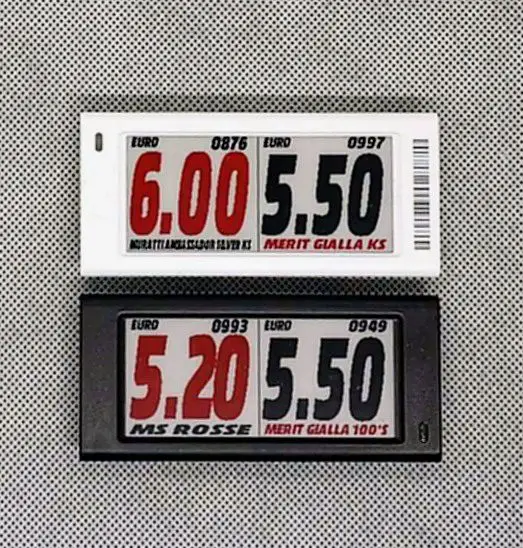 EURO 0876
6.00
MURATTI AMBASSADOR SILVER KS
EURO 0997
5.50
MERIT GIALLA KS
EURO 0993
5.20
MS ROSSE
EURO 0949
5.50
MERIT GIALLA 100'S